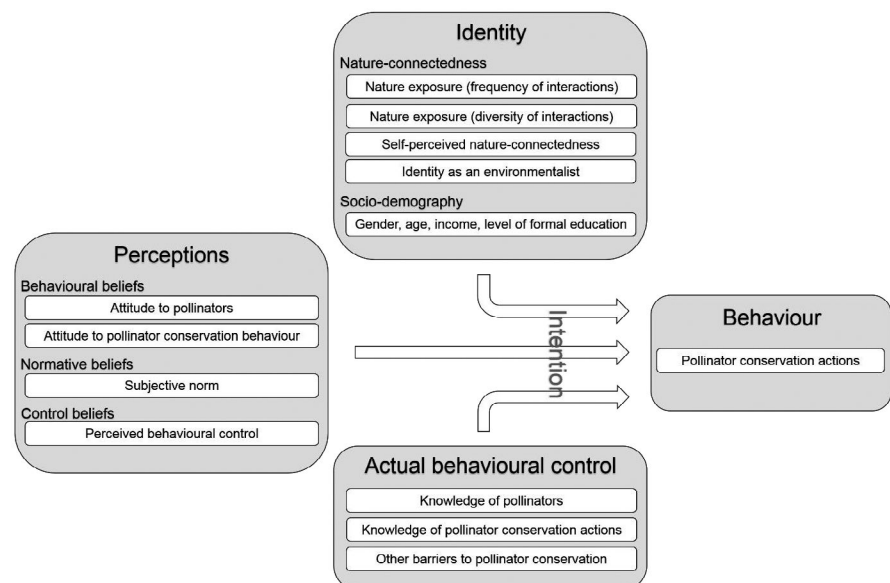 Identity
Nature-connectedness
Nature exposure (frequency of interactions)
Nature exposure (diversity of interactions)
Self-perceived nature-connectedness
Identity as an environmentalist
Socio-demography
Gender, age, income, level of formal education
Perceptions
Behavioural beliefs
Attitude to pollinators
Attitude to pollinator conservation behaviour
Normative beliefs
Subjective norm
Control beliefs
Perceived behavioural control
Intention
Behaviour
Pollinator conservation actions
Actual behavioural control
Knowledge of pollinators
Knowledge of pollinator conservation actions
Other barriers to pollinator conservation